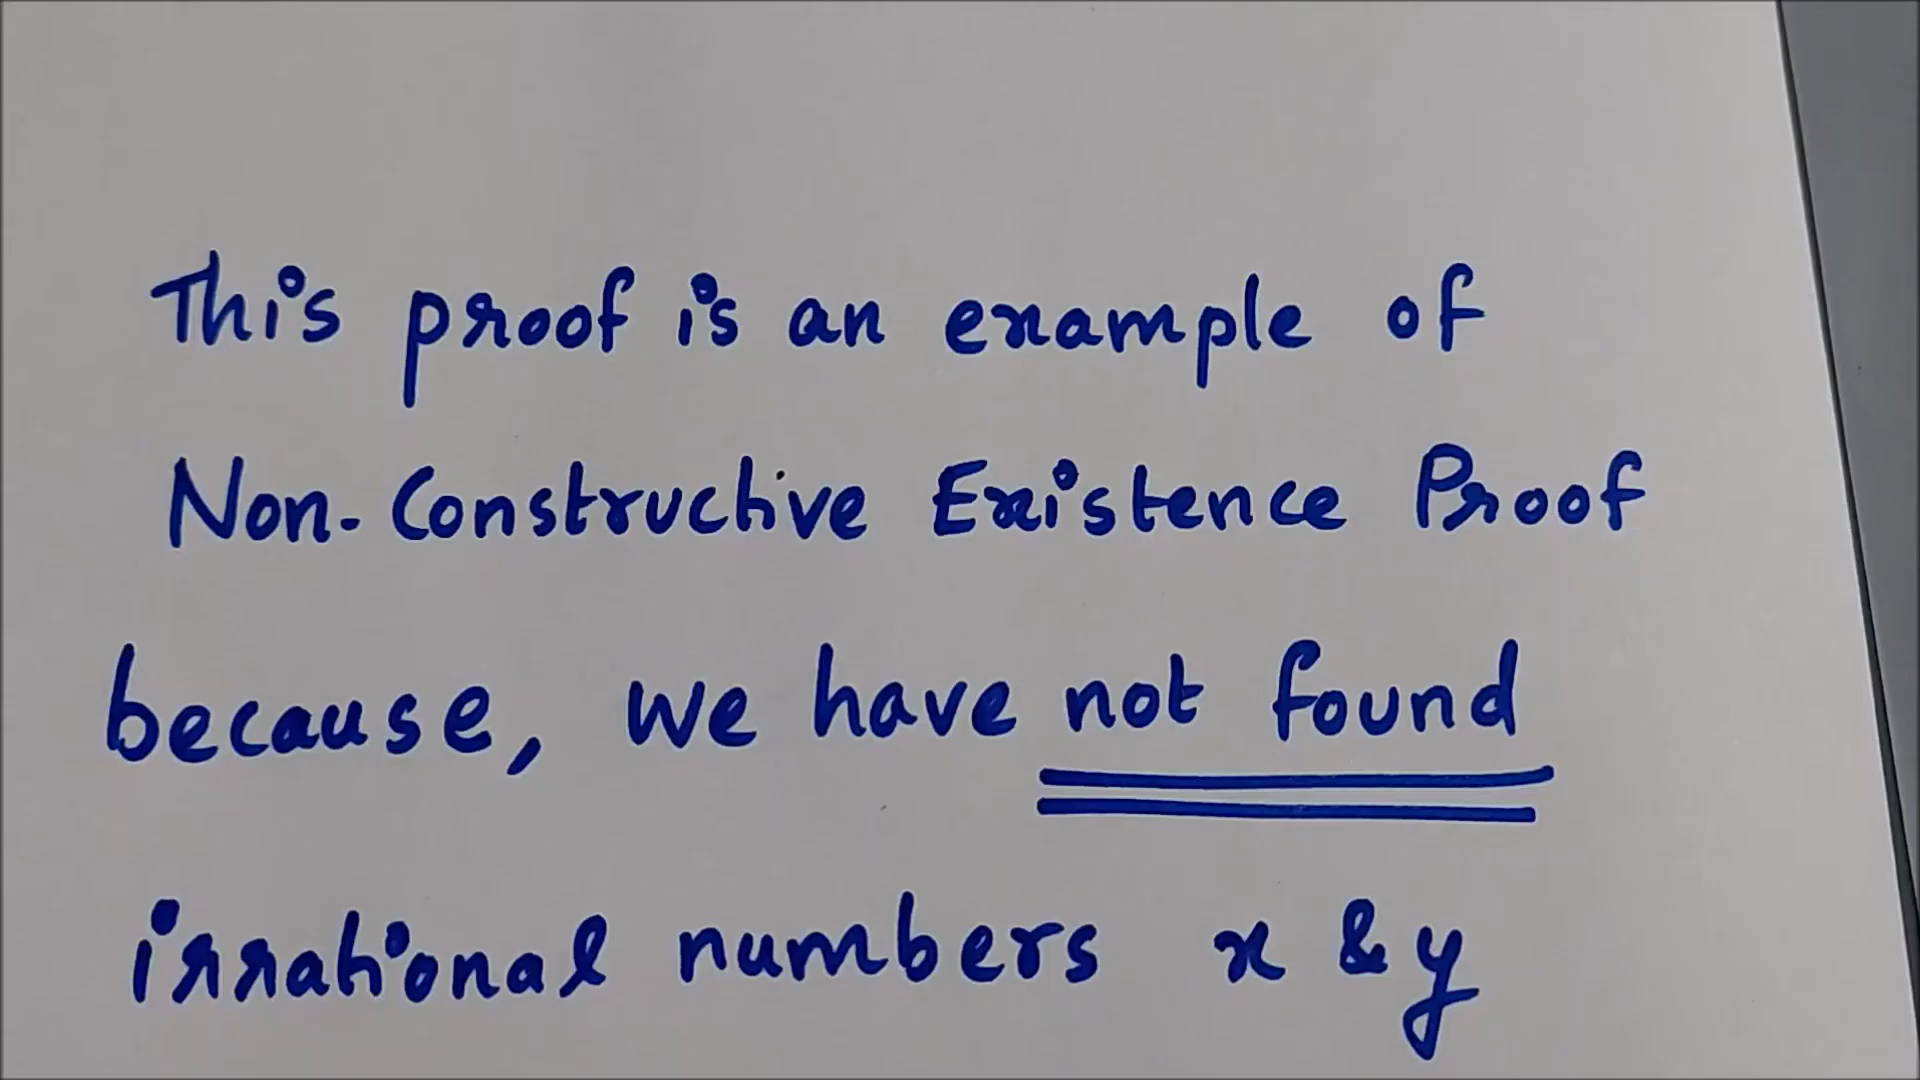 This proof is an example of
Non-Constructive Existence Proof
because, we have not found
irrational numbers x & y